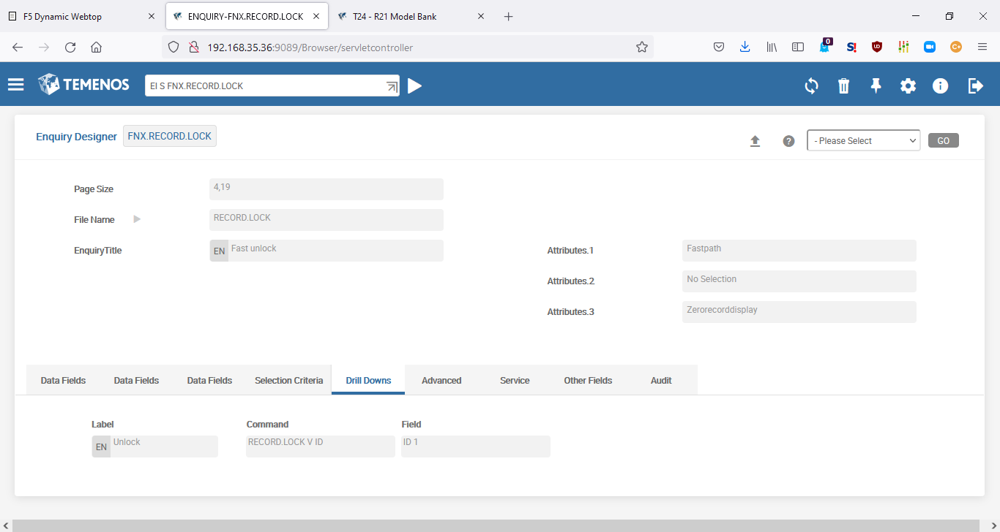 F5 Dynamic Webtop
ENQUIRY-FNX.RECORD.LOCK
T24 - R21 Model Bank
192.168.35.36:9089/Browser/servletcontroller
0
S!
UD
C+
TEMENOS
EI S FNX.RECORD.LOCK
Enquiry Designer FNX.RECORD.LOCK
?
- Please Select
GO
Page Size 4,19
File Name RECORD.LOCK
EnquiryTitle EN Fast unlock
Attributes.1 Fastpath
Attributes.2 No Selection
Attributes.3 Zerorecorddisplay
Data Fields Data Fields Data Fields Selection Criteria Drill Downs Advanced Service Other Fields Audit
Label Command Field
EN Unlock RECORD.LOCK V ID ID 1